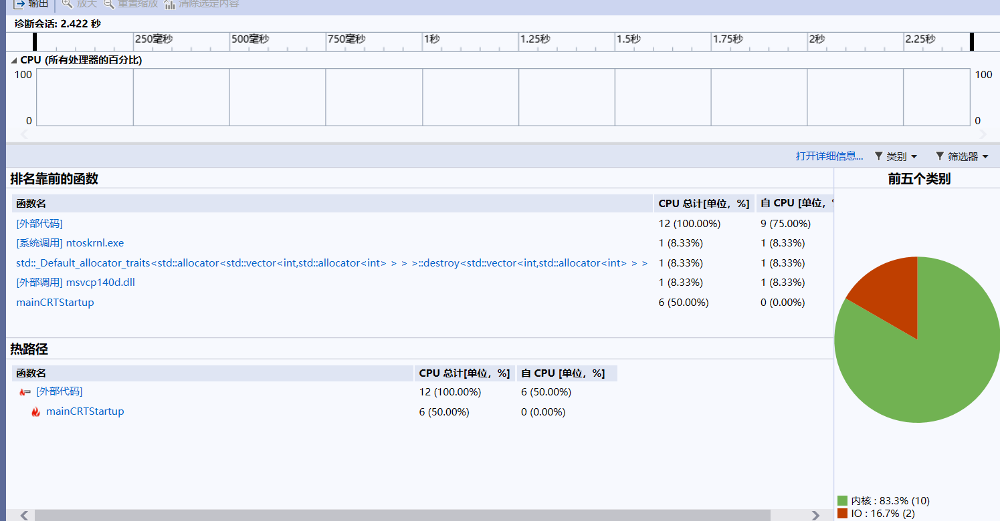 输出 放大 重置缩放 清除选定内容
诊断会话: 2.422 秒
250毫秒 500毫秒 750毫秒 1秒 1.25秒 1.5秒 1.75秒 2秒 2.25秒
CPU (所有处理器的百分比)
100 100
0 0
打开详细信息... 类别 筛选器
排名靠前的函数
函数名 CPU 总计[单位, %] 自 CPU [单位,
[外部代码] 12 (100.00%) 9 (75.00%)
[系统调用] ntoskrnl.exe 1 (8.33%) 1 (8.33%)
std::_Default_allocator_traits<std::allocator<std::vector<int,std::allocator<int> > > >::destroy<std::vector<int,std::allocator<int> > > 1 (8.33%) 1 (8.33%)
[外部调用] msvcp140d.dll 1 (8.33%) 1 (8.33%)
mainCRTStartup 6 (50.00%) 0 (0.00%)
热路径
函数名 CPU 总计[单位, %] 自 CPU [单位, %]
[外部代码] 12 (100.00%) 6 (50.00%)
mainCRTStartup 6 (50.00%) 0 (0.00%)
前五个类别
内核 : 83.3% (10)
IO : 16.7% (2)